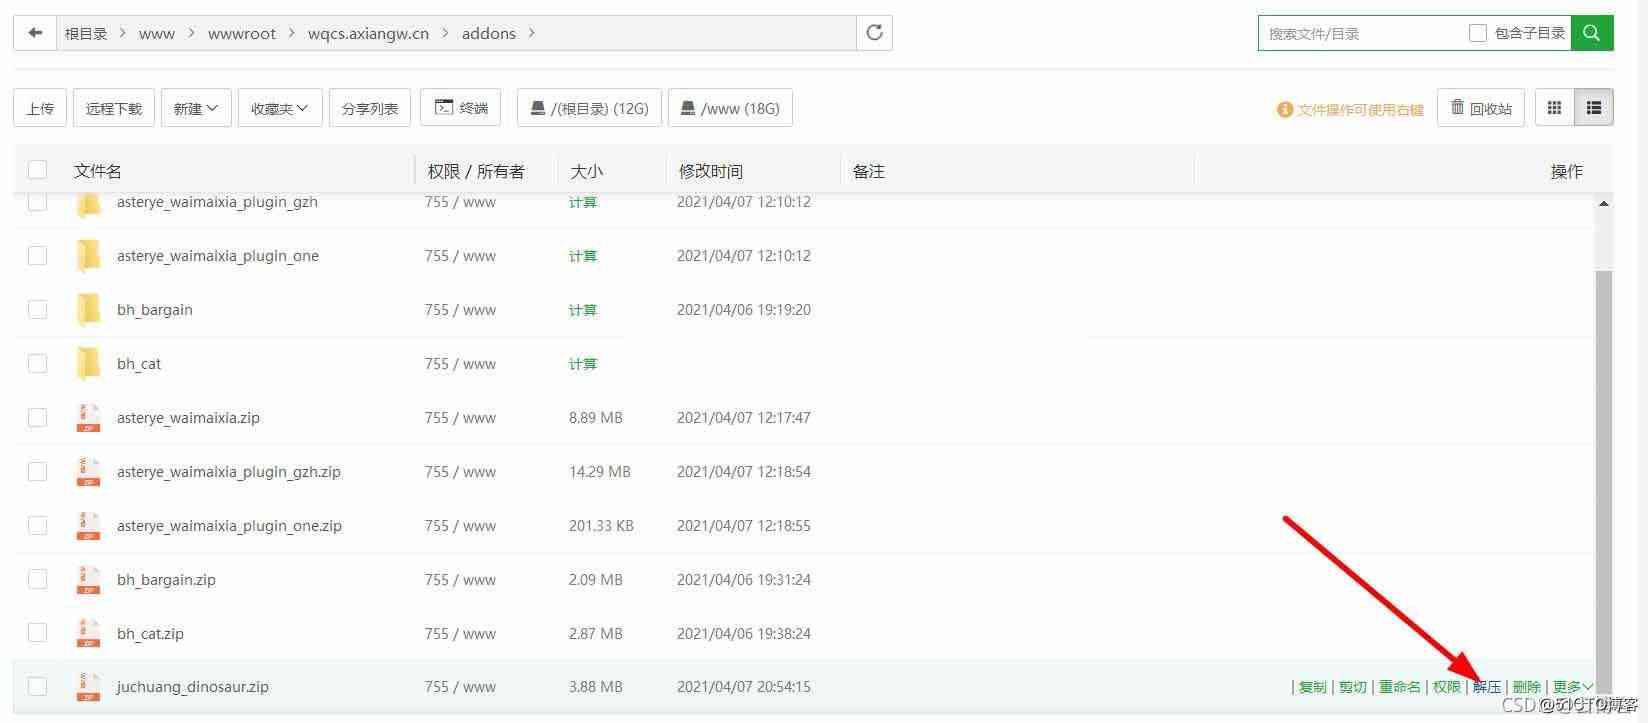 根目录 > www > wwwroot > wqcs.axiangw.cn > addons >
搜索文件/目录 包含子目录
上传 远程下载 新建 收藏夹 分享列表 终端 /(根目录) (12G) /www (18G) 文件操作可使用右键 回收站
文件名 权限 / 所有者 大小 修改时间 备注 操作
asterye_waimaixia_plugin_gzh 755 / www 计算 2021/04/07 12:10:12
asterye_waimaixia_plugin_one 755 / www 计算 2021/04/07 12:10:12
bh_bargain 755 / www 计算 2021/04/06 19:19:20
bh_cat 755 / www 计算
asterye_waimaixia.zip 755 / www 8.89 MB 2021/04/07 12:17:47
asterye_waimaixia_plugin_gzh.zip 755 / www 14.29 MB 2021/04/07 12:18:54
asterye_waimaixia_plugin_one.zip 755 / www 201.33 KB 2021/04/07 12:18:55
bh_bargain.zip 755 / www 2.09 MB 2021/04/06 19:31:24
bh_cat.zip 755 / www 2.87 MB 2021/04/06 19:38:24
juchuang_dinosaur.zip 755 / www 3.88 MB 2021/04/07 20:54:15 | 复制 | 剪切 | 重命名 | 权限 | 解压 | 删除 | 更多
@51CTO博客